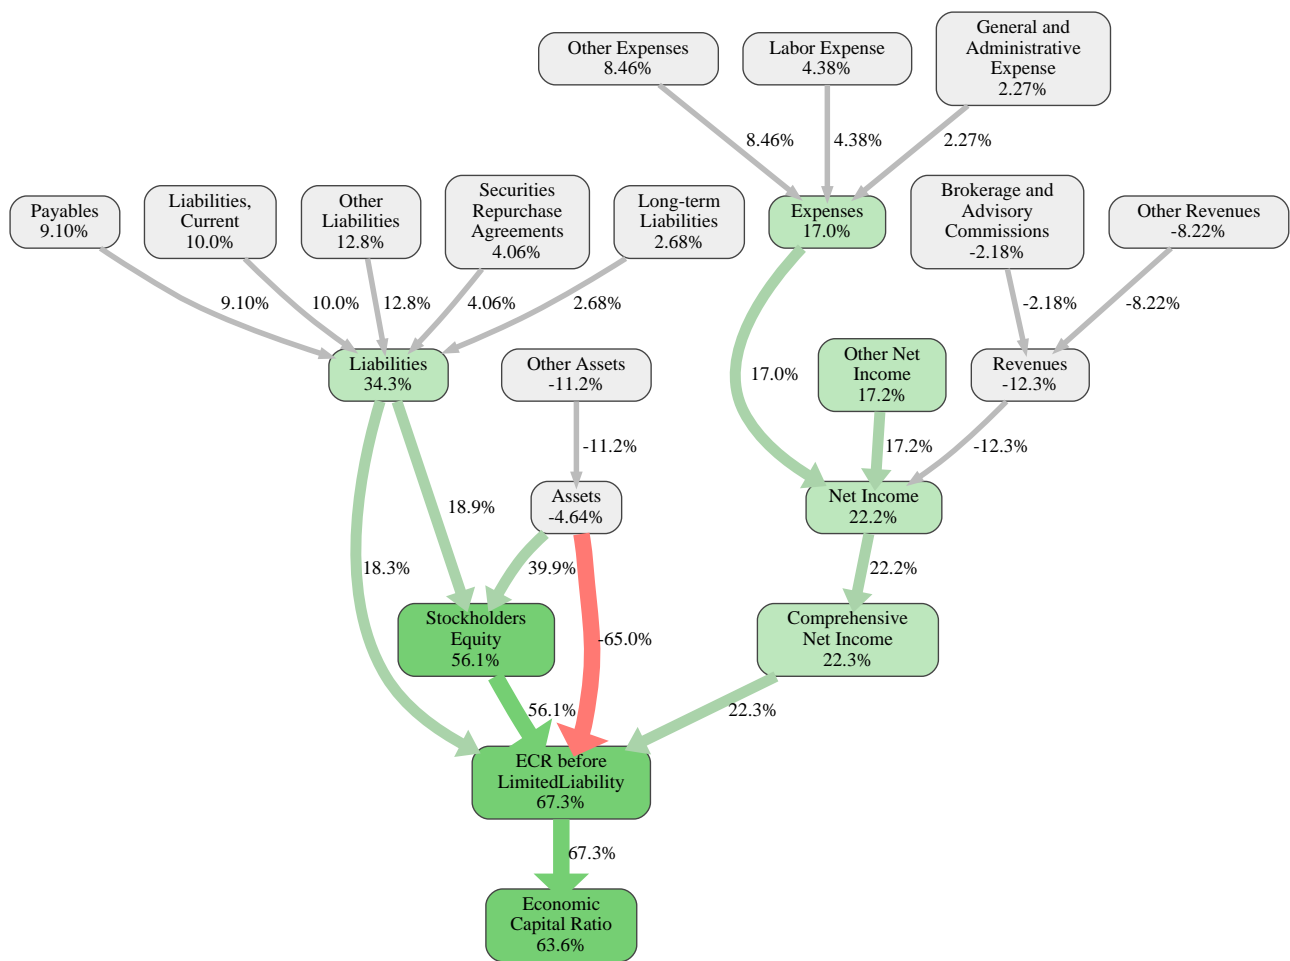 General and
Administrative
Expense
2.27%
Other Expenses
8.46%
Labor Expense
4.38%
8.46%
4.38%
2.27%
Payables
9.10%
Liabilities,
Current
10.0%
Other
Liabilities
12.8%
Securities
Repurchase
Agreements
4.06%
Long-term
Liabilities
2.68%
Expenses
17.0%
Brokerage and
Advisory
Commissions
-2.18%
Other Revenues
-8.22%
9.10%
10.0%
12.8%
4.06%
2.68%
-2.18%
-8.22%
Liabilities
34.3%
Other Assets
-11.2%
17.0%
Other Net
Income
17.2%
Revenues
-12.3%
-11.2%
17.2%
-12.3%
Assets
-4.64%
Net Income
22.2%
18.9%
18.3%
39.9%
22.2%
Stockholders
Equity
56.1%
-65.0%
Comprehensive
Net Income
22.3%
56.1%
22.3%
ECR before
LimitedLiability
67.3%
67.3%
Economic
Capital Ratio
63.6%